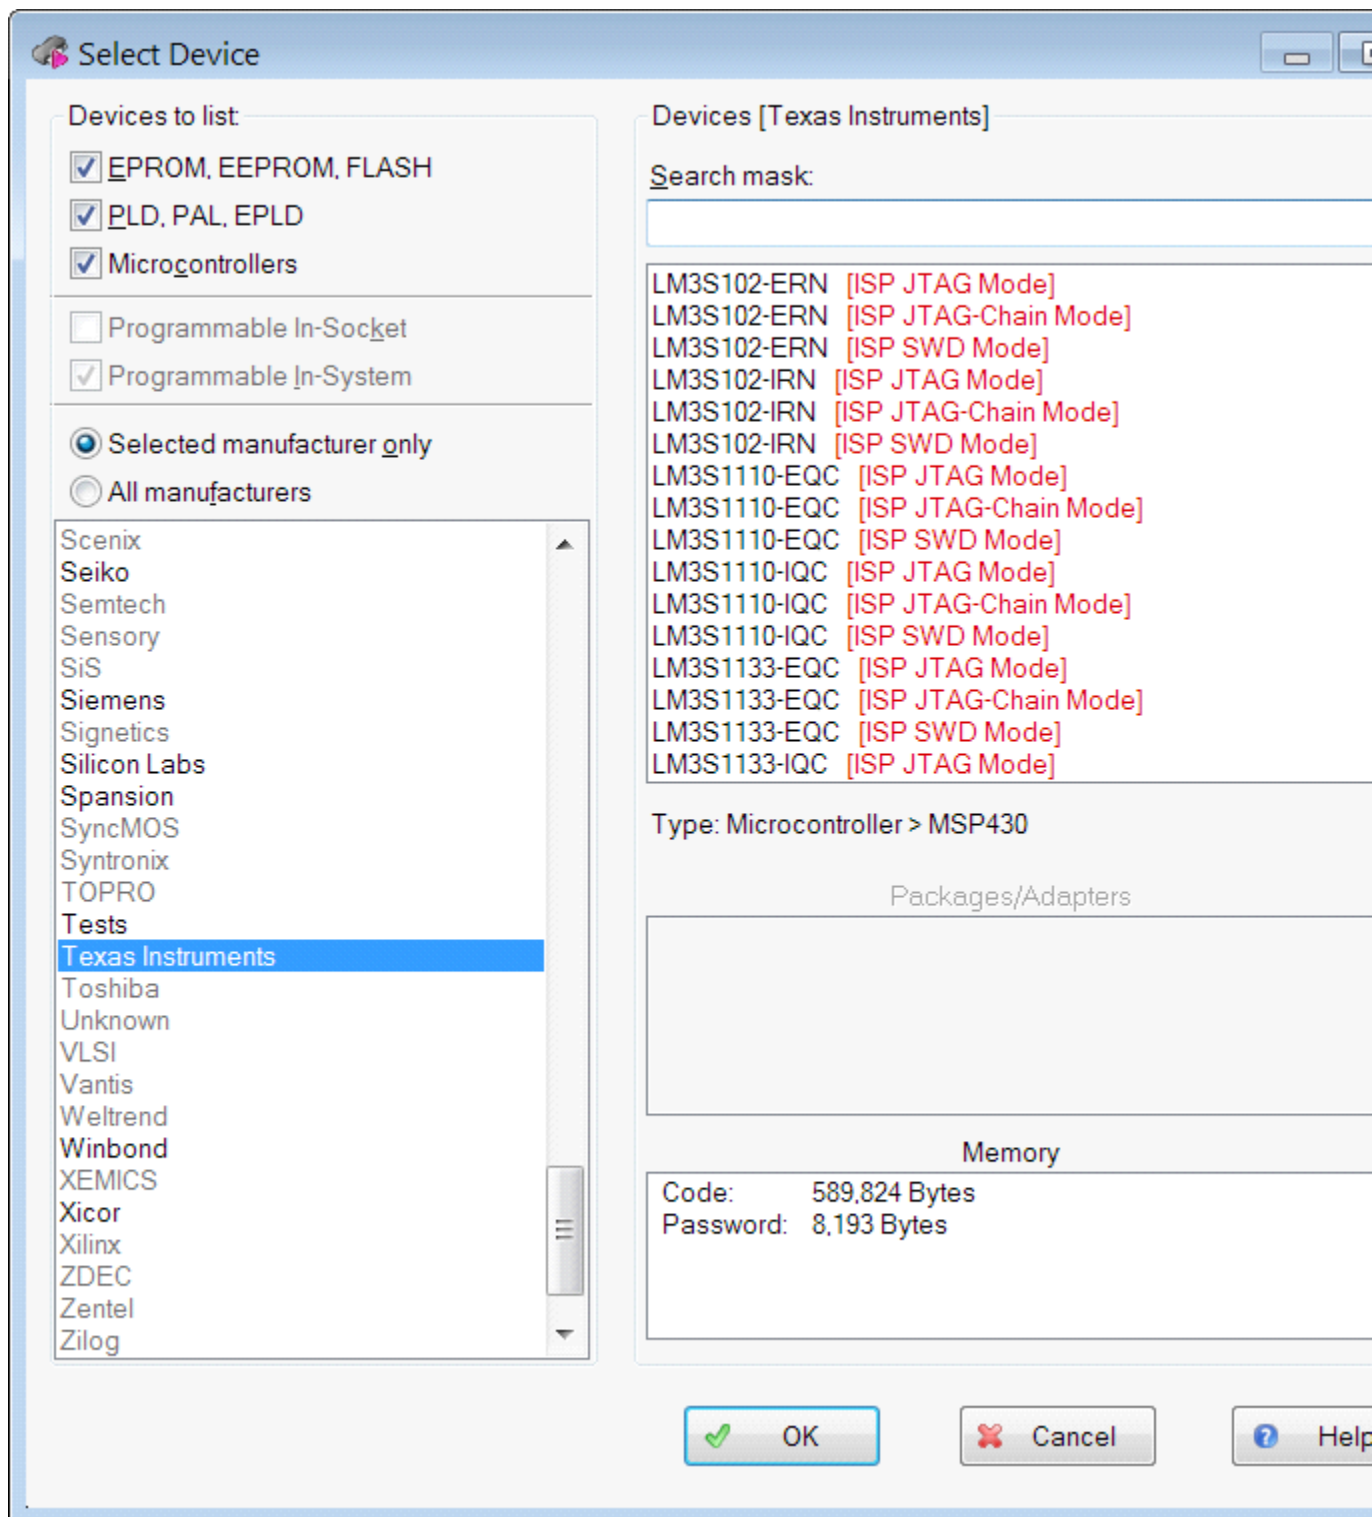 Select Device
Devices to list:
EPROM, EEPROM, FLASH
PLD, PAL, EPLD
Microcontrollers
Programmable In-Socket
Programmable In-System
Selected manufacturer only
All manufacturers
Scenix
Seiko
Semtech
Sensory
SiS
Siemens
Signetics
Silicon Labs
Spansion
SyncMOS
Syntronix
TOPRO
Tests
Texas Instruments
Toshiba
Unknown
VLSI
Vantis
Weltrend
Winbond
XEMICS
Xicor
Xilinx
ZDEC
Zentel
Zilog
Devices [Texas Instruments]
Search mask:
LM3S102-ERN [ISP JTAG Mode]
LM3S102-ERN [ISP JTAG-Chain Mode]
LM3S102-ERN [ISP SWD Mode]
LM3S102-IRN [ISP JTAG Mode]
LM3S102-IRN [ISP JTAG-Chain Mode]
LM3S102-IRN [ISP SWD Mode]
LM3S1110-EQC [ISP JTAG Mode]
LM3S1110-EQC [ISP JTAG-Chain Mode]
LM3S1110-EQC [ISP SWD Mode]
LM3S1110-IQC [ISP JTAG Mode]
LM3S1110-IQC [ISP JTAG-Chain Mode]
LM3S1110-IQC [ISP SWD Mode]
LM3S1133-EQC [ISP JTAG Mode]
LM3S1133-EQC [ISP JTAG-Chain Mode]
LM3S1133-EQC [ISP SWD Mode]
LM3S1133-IQC [ISP JTAG Mode]
Type: Microcontroller > MSP430
Packages/Adapters
Memory
Code: 589,824 Bytes
Password: 8,193 Bytes
OK
Cancel
Help